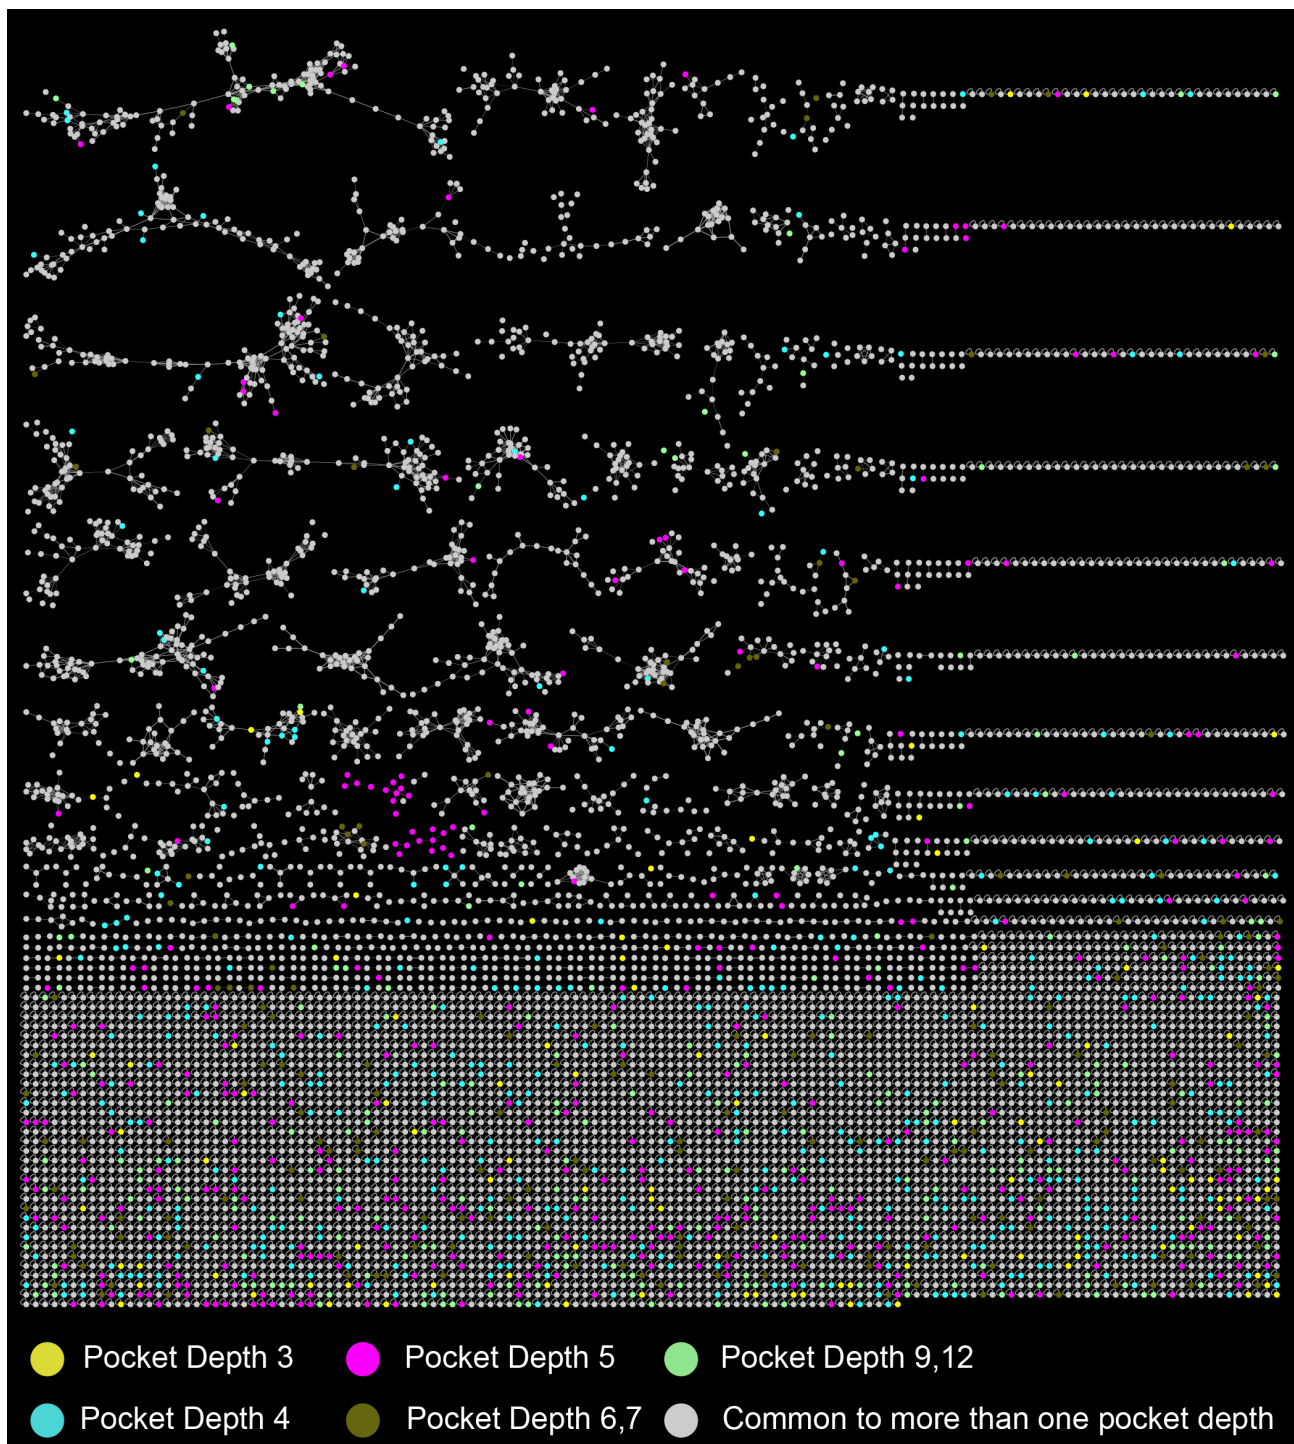 Pocket Depth 3 Pocket Depth 5 Pocket Depth 9,12
Pocket Depth 4 Pocket Depth 6,7 Common to more than one pocket depth